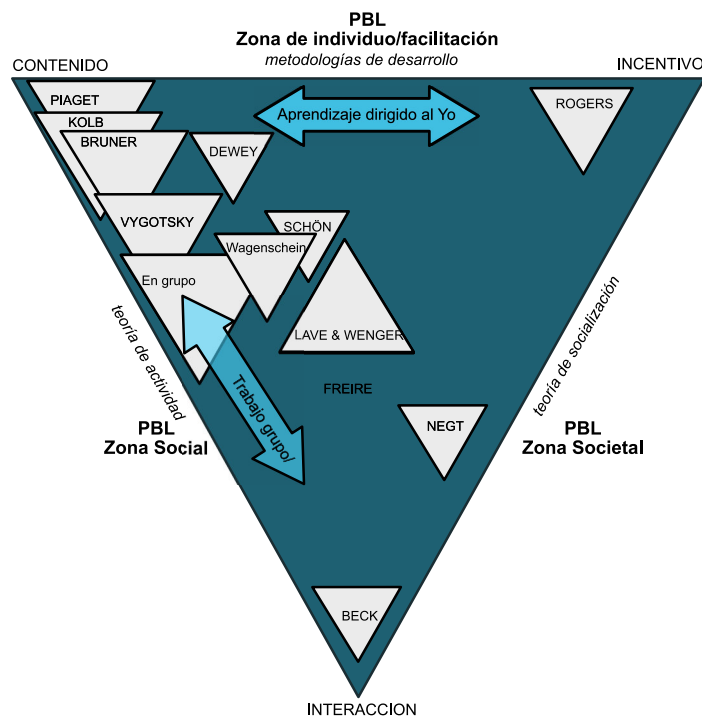 PBL
Zona de individuo/facilitación
metodologías de desarrollo
CONTENIDO
INCENTIVO
PIAGET
KOLB
BRUNER
DEWEY
Aprendizaje dirigido al Yo
ROGERS
VYGOTSKY
SCHÖN
Wagenschein
En grupo
LAVE & WENGER
teoría de actividad
teoría de socialización
Trabajo grupo/
FREIRE
NEGT
PBL
Zona Social
PBL
Zona Societal
BECK
INTERACCION